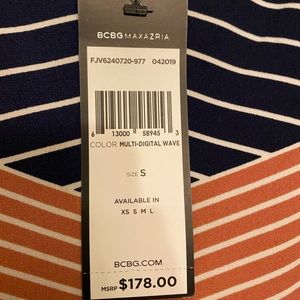 BCBGMAXAZRIA
FJV6240720-977 042019
6 13000 58945 3
COLOR MULTI-DIGITAL WAVE
SIZE S
AVAILABLE IN
XS S M L
BCBG.COM
MSRP $178.00